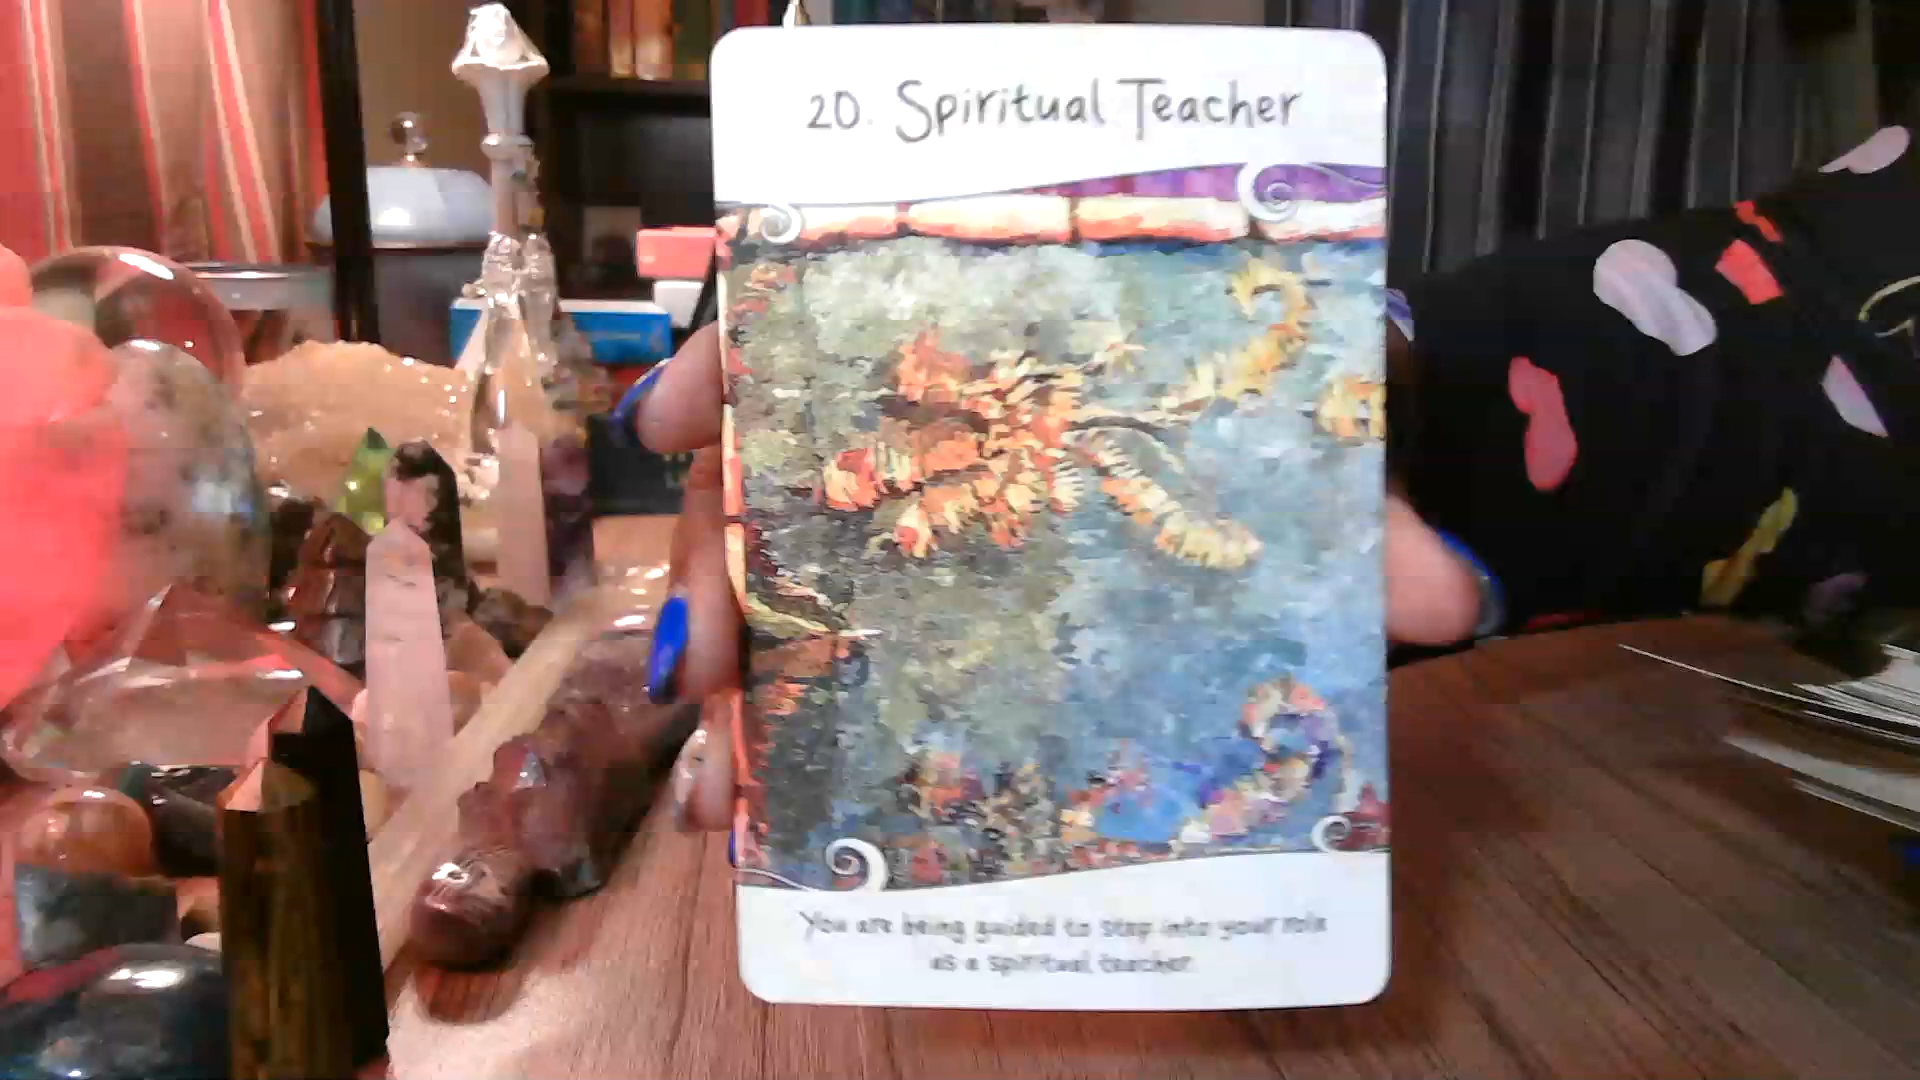 20. Spiritual Teacher
You are being guided to step into your role
as a spiritual teacher.